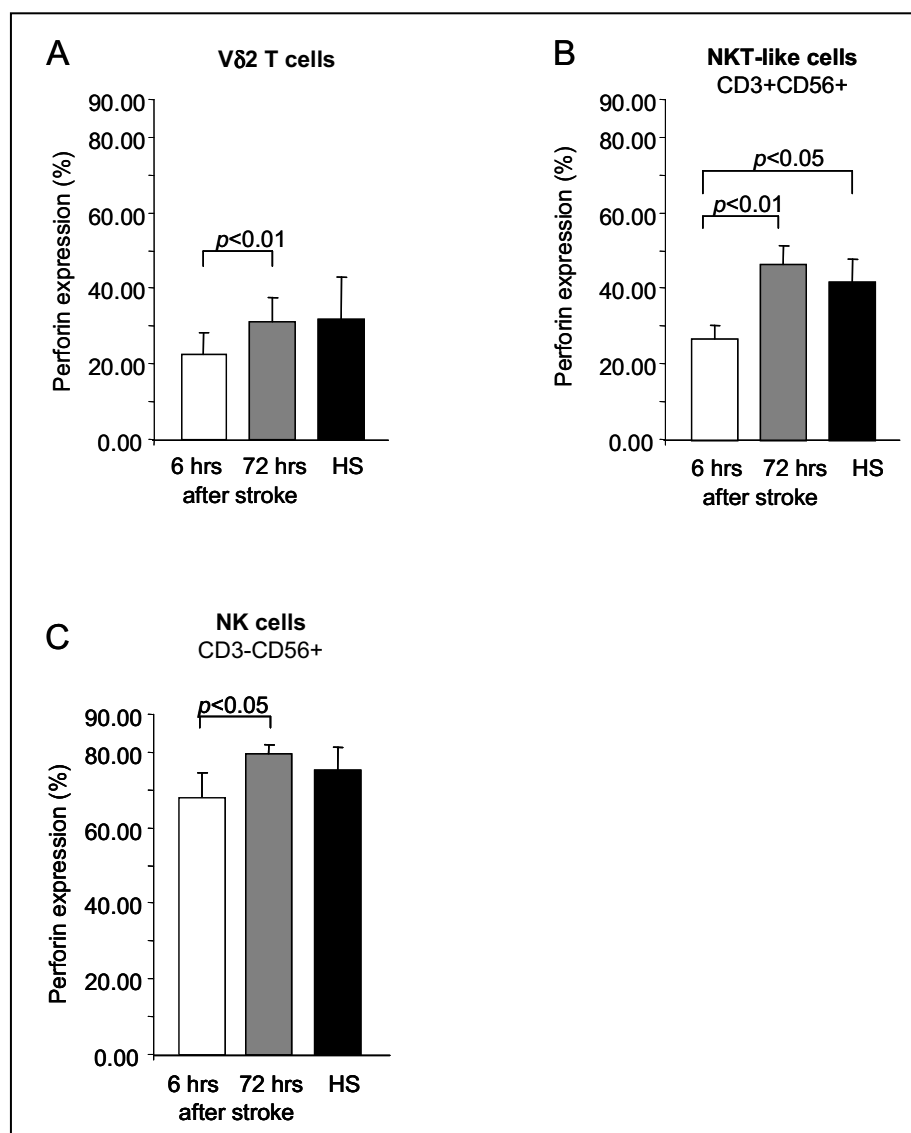 A
Vδ2 T cells
Perforin expression (%)
90.00
80.00
60.00
40.00
20.00
0.00
p<0.01
6 hrs 72 hrs HS
after stroke
B
NKT-like cells
CD3+CD56+
Perforin expression (%)
90.00
80.00
60.00
40.00
20.00
0.00
p<0.05
p<0.01
6 hrs 72 hrs HS
after stroke
C
NK cells
CD3-CD56+
Perforin expression (%)
90.00
80.00
60.00
40.00
20.00
0.00
p<0.05
6 hrs 72 hrs HS
after stroke